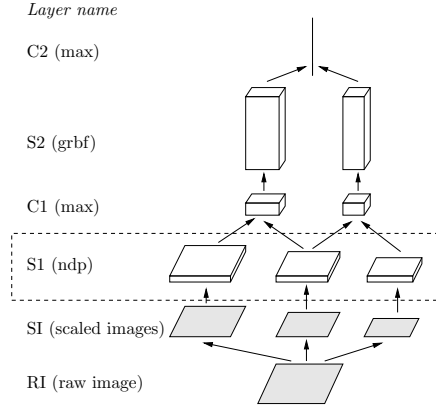 Layer name
C2 (max)
S2 (grbf)
C1 (max)
S1 (ndp)
SI (scaled images)
RI (raw image)